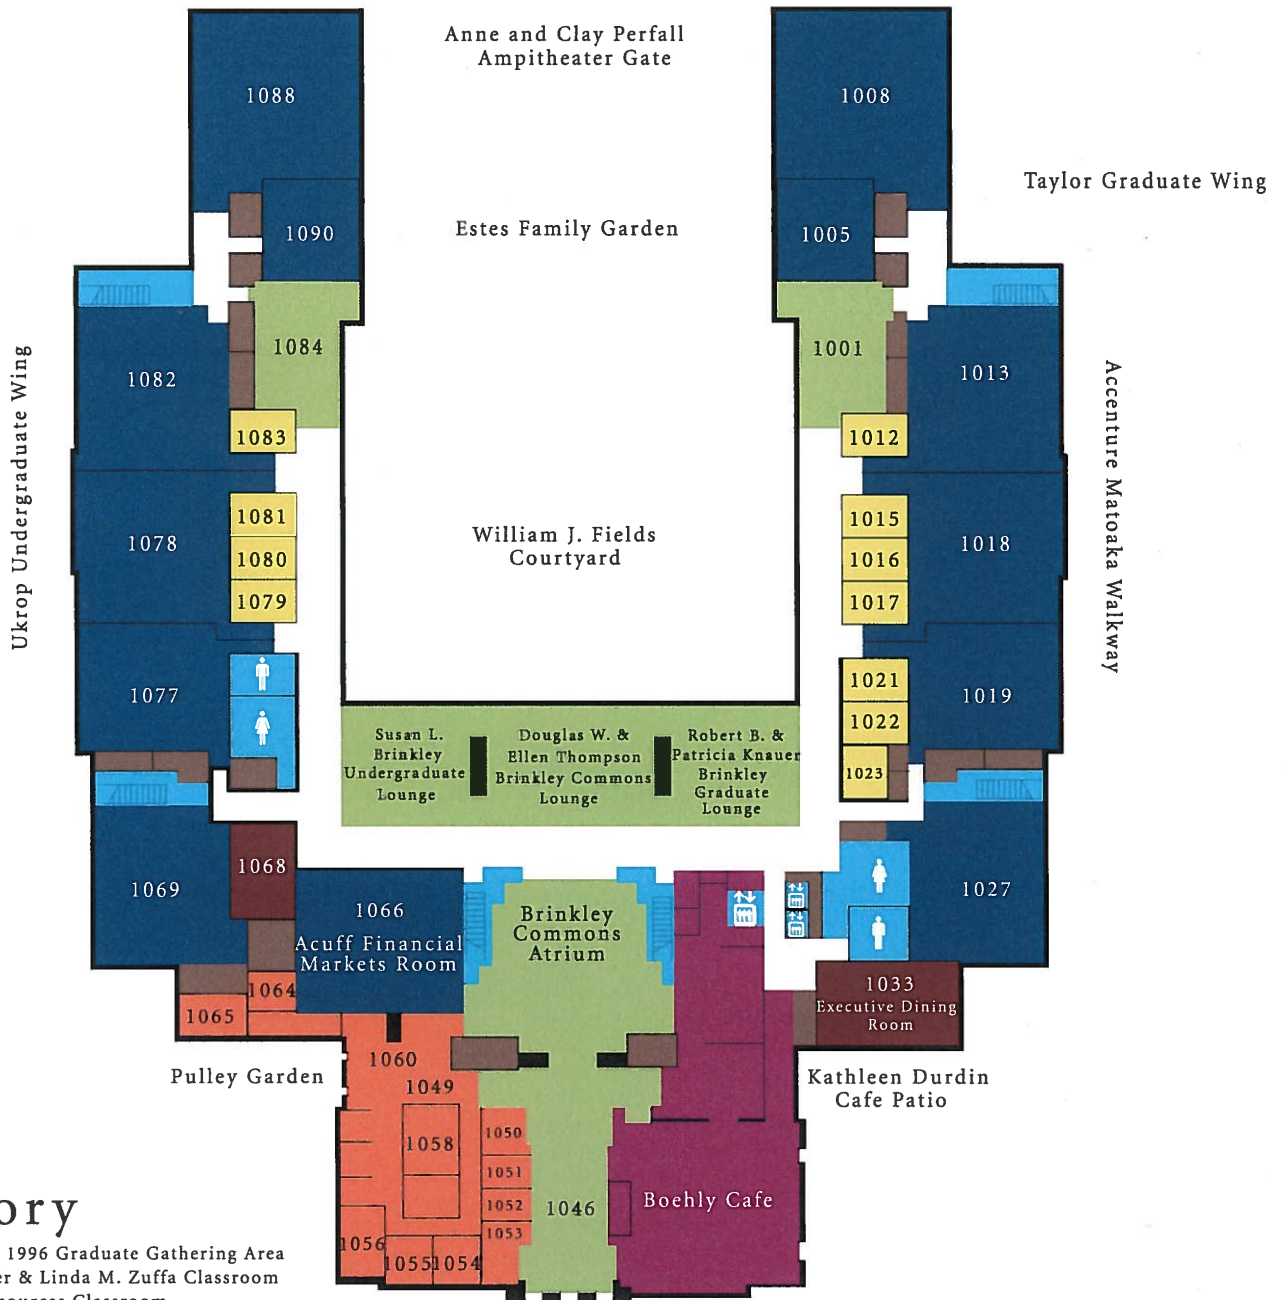 Anne and Clay Perfall
Ampitheater Gate
1088
1008
Taylor Graduate Wing
Estes Family Garden
1090
1005
1084
1001
1082
1013
Ukrop Undergraduate Wing
Accenture Matoaka Walkway
1083
1012
1081
1015
William J. Fields
Courtyard
1078
1018
1080
1016
1079
1017
1077
1021
1019
1022
1023
Susan L.
Brinkley
Undergraduate
Lounge
Douglas W. &
Ellen Thompson
Brinkley Commons
Lounge
Robert B. &
Patricia Knauer
Brinkley
Graduate
Lounge
1068
1069
1066
Acuff Financial
Markets Room
Brinkley
Commons
Atrium
1027
1064
1065
1033
Executive Dining
Room
1060
1049
Pulley Garden
Kathleen Durdin
Cafe Patio
1058
1050
1051
1052
1053
1046
Boehly Cafe
1056
1055
1054
ory
1996 Graduate Gathering Area
er & Linda M. Zuffa Classroom
sources Classroom